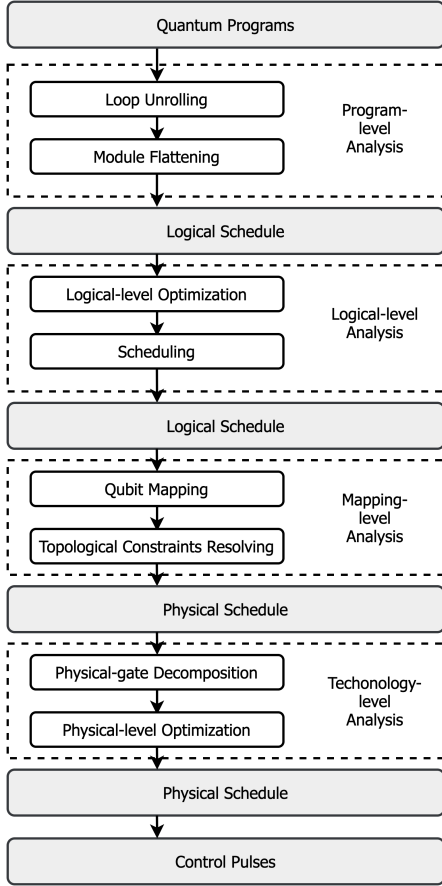 Quantum Programs
Loop Unrolling
Module Flattening
Program-
level
Analysis
Logical Schedule
Logical-level Optimization
Scheduling
Logical-level
Analysis
Logical Schedule
Qubit Mapping
Topological Constraints Resolving
Mapping-
level
Analysis
Physical Schedule
Physical-gate Decomposition
Physical-level Optimization
Techonology-
level
Analysis
Physical Schedule
Control Pulses